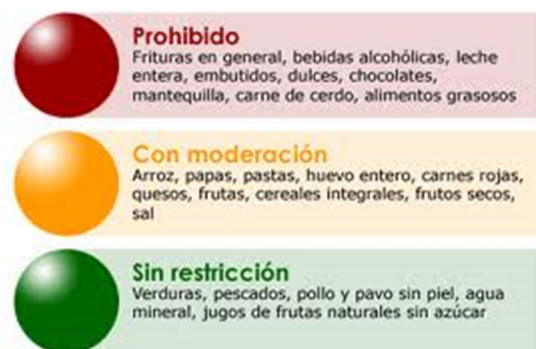 Prohibido
Frituras en general, bebidas alcohólicas, leche
entera, embutidos, dulces, chocolates,
mantequilla, carne de cerdo, alimentos grasosos
Con moderación
Arroz, papas, pastas, huevo entero, carnes rojas,
quesos, frutas, cereales integrales, frutos secos,
sal
Sin restricción
Verduras, pescados, pollo y pavo sin piel, agua
mineral, jugos de frutas naturales sin azúcar